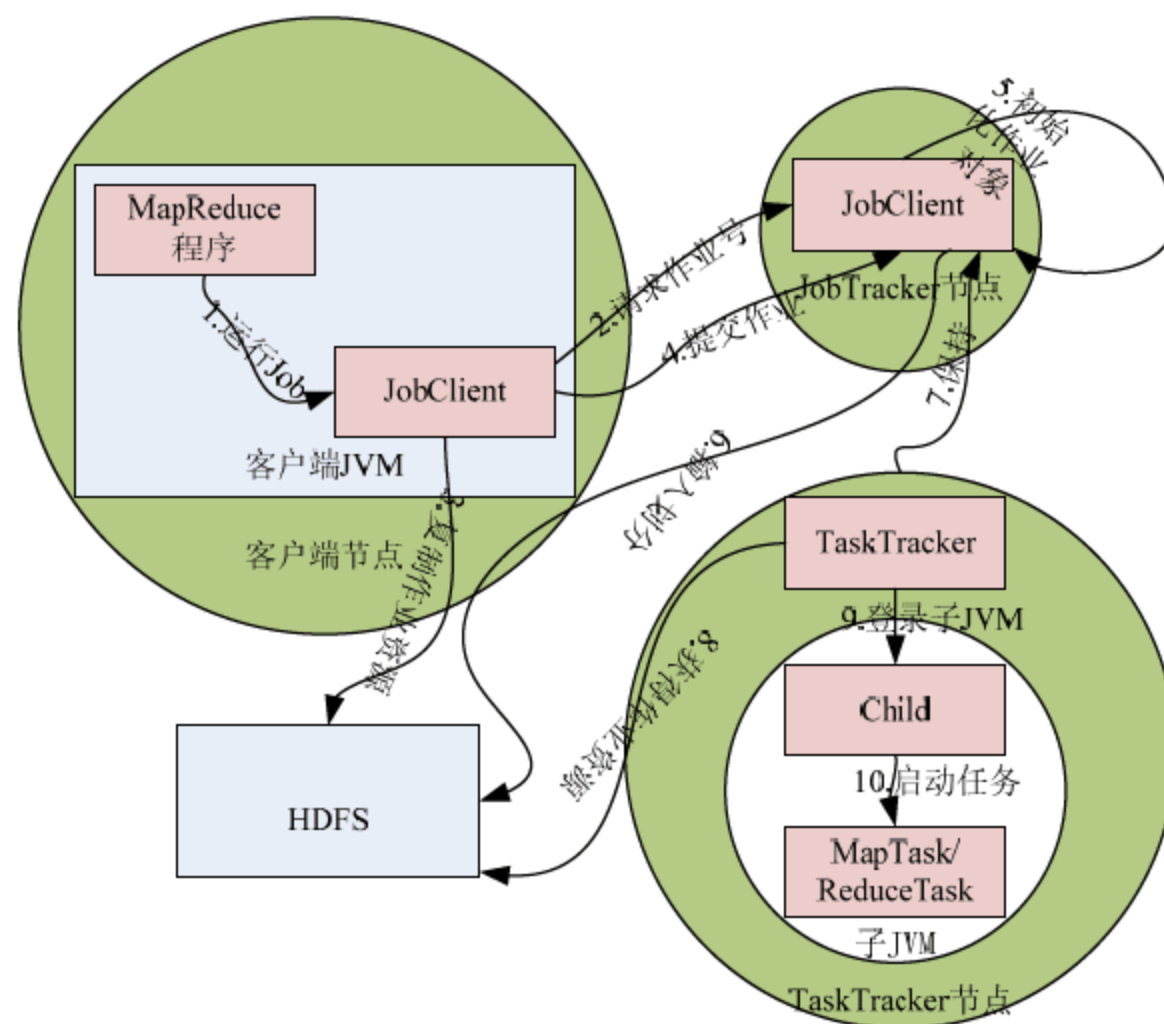 MapReduce
程序
1.运行Job
JobClient
客户端JVM
客户端节点
2.请求作业号
4.提交作业
3.复制作业资源
HDFS
5.初始
化作业
对象
JobClient
JobTracker节点
6.输入划分
7.保持
TaskTracker
8.获得作业资源
9.登录子JVM
Child
10.启动任务
MapTask/
ReduceTask
子JVM
TaskTracker节点